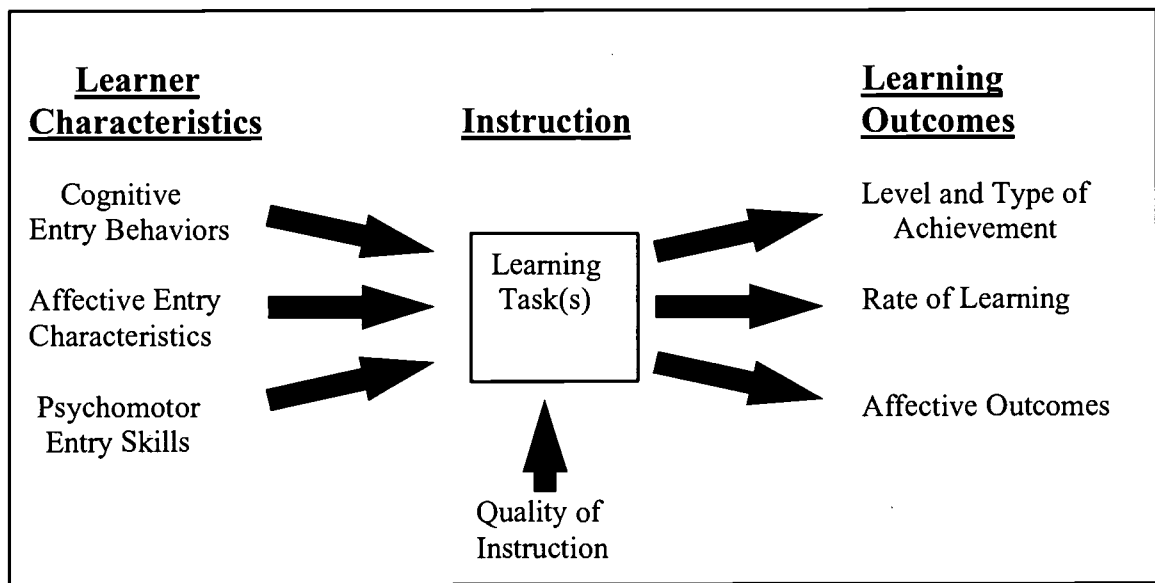 Learner
Characteristics
Cognitive
Entry Behaviors
Affective Entry
Characteristics
Psychomotor
Entry Skills
Instruction
Learning
Task(s)
Quality of
Instruction
Learning
Outcomes
Level and Type of
Achievement
Rate of Learning
Affective Outcomes